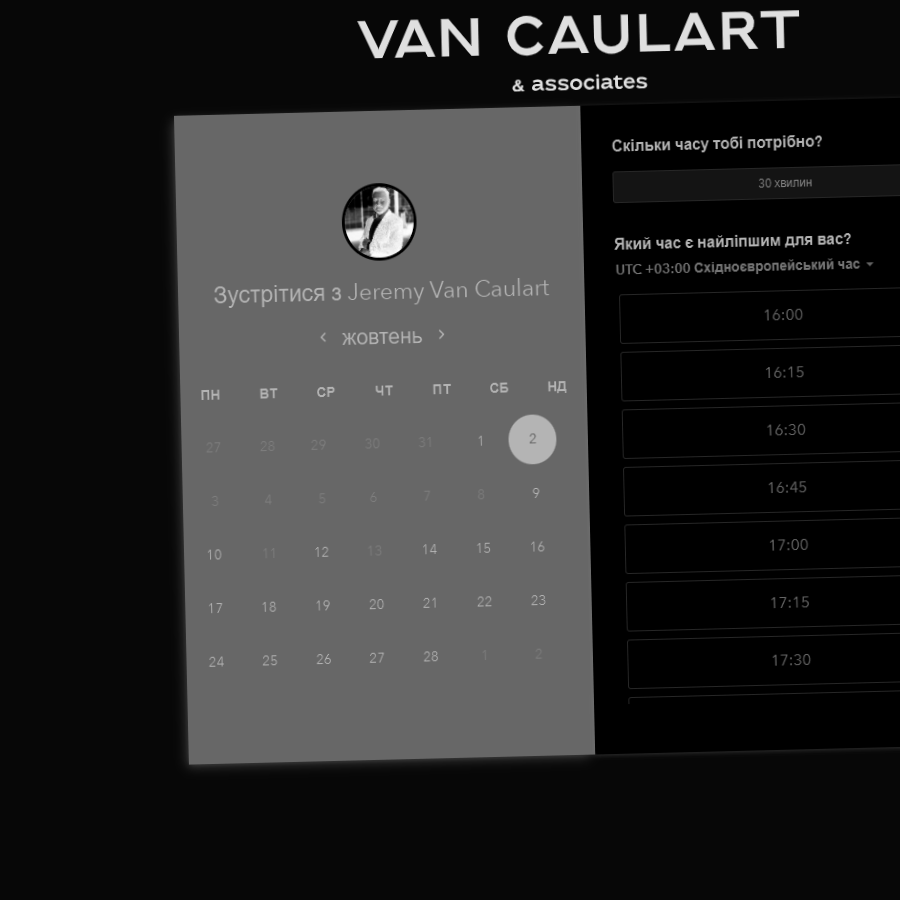 VAN CAULART
& associates
Зустрітися з Jeremy Van Caulart
жовтень
ПН ВТ СР ЧТ ПТ СБ НД
27 28 29 30 31 1 2
3 4 5 6 7 8 9
10 11 12 13 14 15 16
17 18 19 20 21 22 23
24 25 26 27 28 1 2
Скільки часу тобі потрібно?
30 хвилин
Який час є найліпшим для вас?
UTC +03:00 Східноєвропейський час
16:00
16:15
16:30
16:45
17:00
17:15
17:30